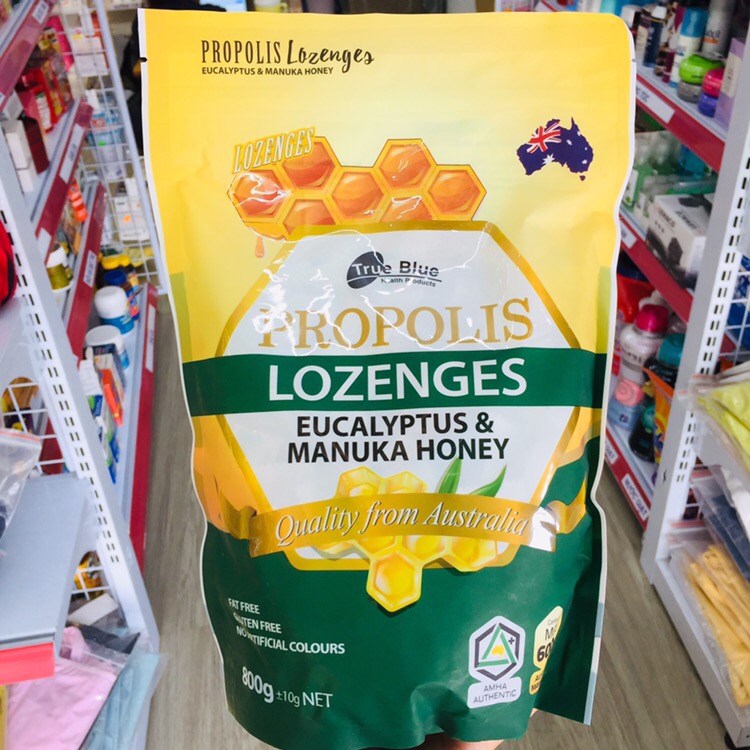 PROPOLIS Lozenges
EUCALYPTUS & MANUKA HONEY
LOZENGES
True Blue
Health Products
PROPOLIS
LOZENGES
EUCALYPTUS &
MANUKA HONEY
Quality from Australia
FAT FREE
GLUTEN FREE
NO ARTIFICIAL COLOURS
800g ±10g NET
AMHA
AUTHENTIC